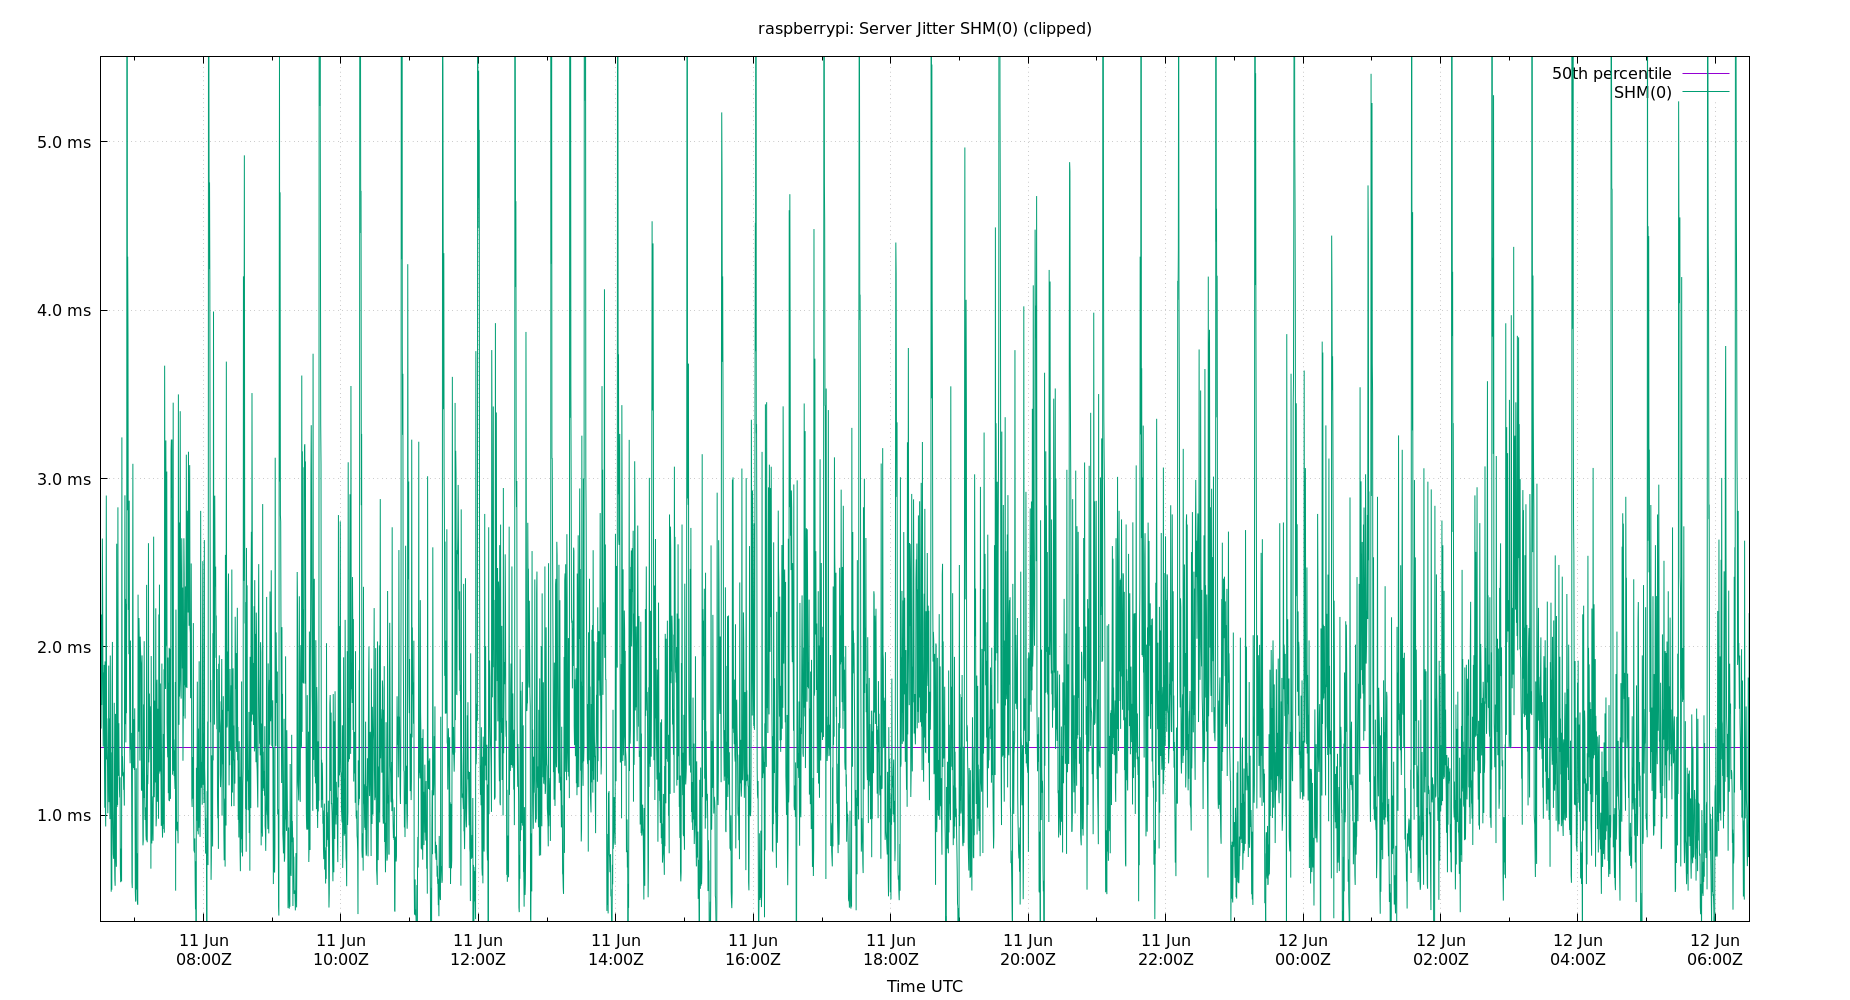 raspberrypi: Server Jitter SHM(0) (clipped)
50th percentile
SHM(0)
5.0 ms
4.0 ms
3.0 ms
2.0 ms
1.0 ms
11 Jun 11 Jun 11 Jun 11 Jun 11 Jun 11 Jun 11 Jun 11 Jun 12 Jun 12 Jun 12 Jun 12 Jun
08:00Z 10:00Z 12:00Z 14:00Z 16:00Z 18:00Z 20:00Z 22:00Z 00:00Z 02:00Z 04:00Z 06:00Z
Time UTC